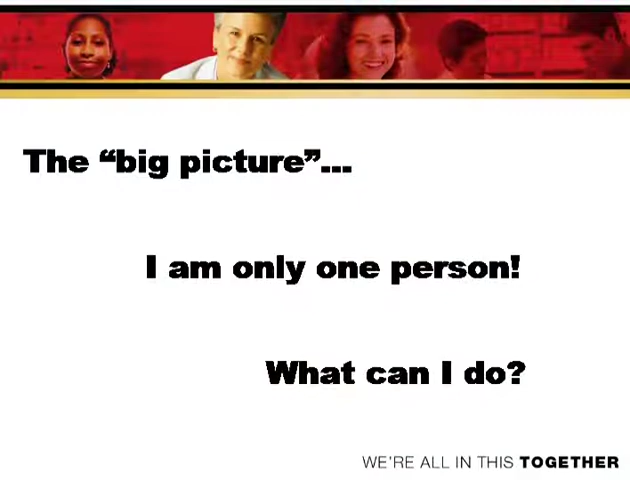 The “big picture”...
I am only one person!
What can I do?
WE'RE ALL IN THIS TOGETHER